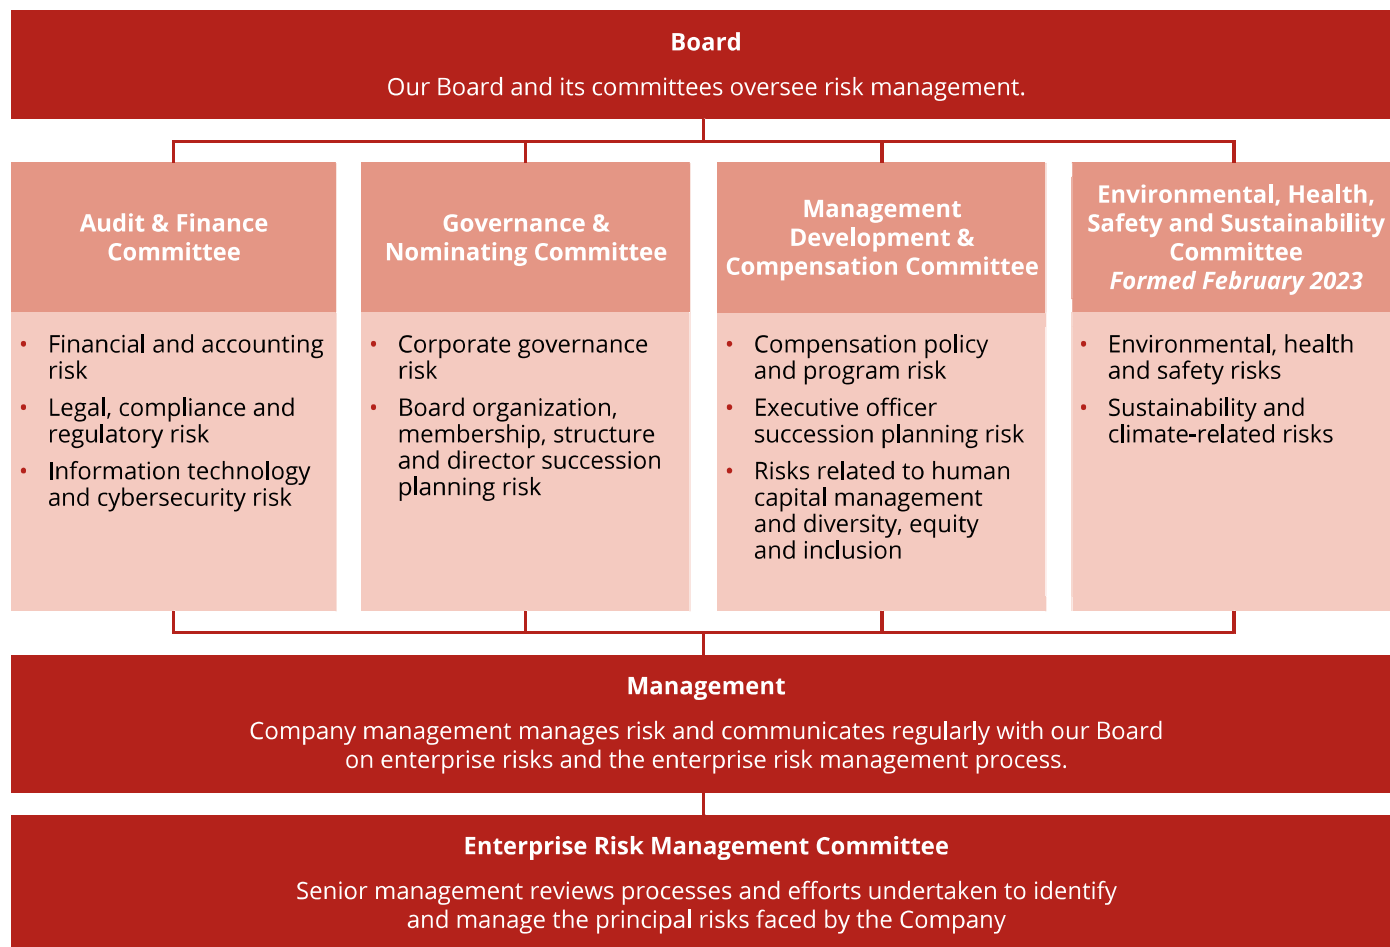 Board
Our Board and its committees oversee risk management.
Audit & Finance
Committee
• Financial and accounting
risk
• Legal, compliance and
regulatory risk
• Information technology
and cybersecurity risk
Governance &
Nominating Committee
• Corporate governance
risk
• Board organization,
membership, structure
and director succession
planning risk
Management
Development &
Compensation Committee
• Compensation policy
and program risk
• Executive officer
succession planning risk
• Risks related to human
capital management
and diversity, equity
and inclusion
Environmental, Health,
Safety and Sustainability
Committee
Formed February 2023
• Environmental, health
and safety risks
• Sustainability and
climate-related risks
Management
Company management manages risk and communicates regularly with our Board
on enterprise risks and the enterprise risk management process.
Enterprise Risk Management Committee
Senior management reviews processes and efforts undertaken to identify
and manage the principal risks faced by the Company